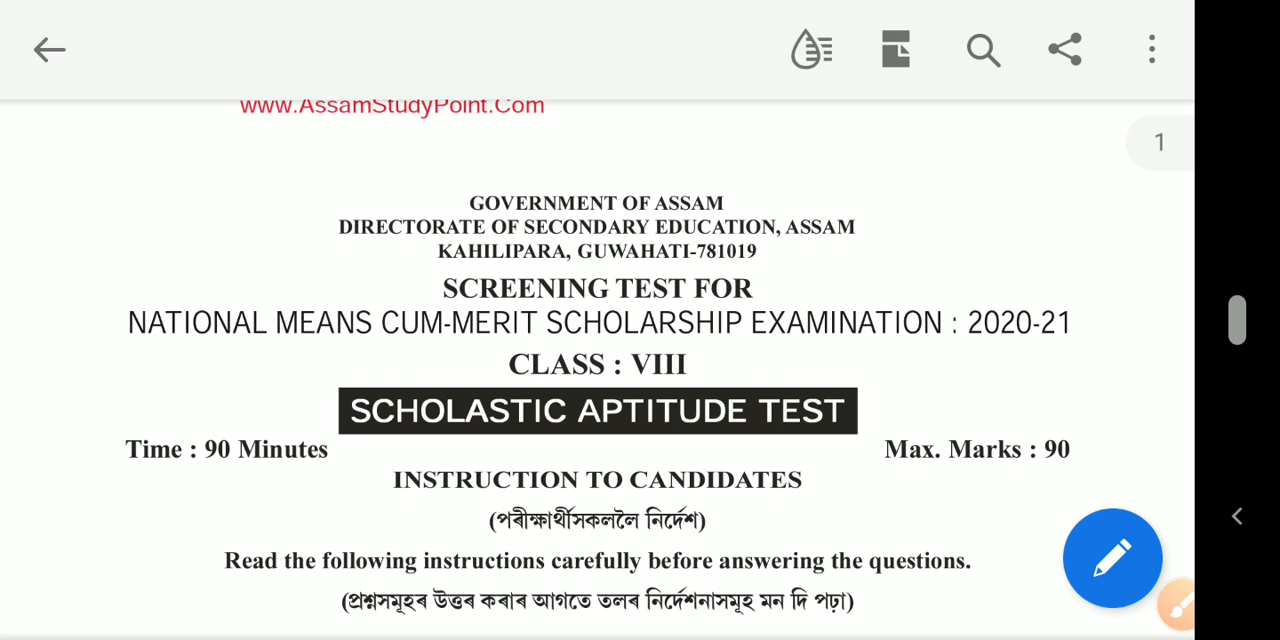 www.AssamStudyPoint.Com
1
GOVERNMENT OF ASSAM
DIRECTORATE OF SECONDARY EDUCATION, ASSAM
KAHILIPARA, GUWAHATI-781019
SCREENING TEST FOR
NATIONAL MEANS CUM-MERIT SCHOLARSHIP EXAMINATION : 2020-21
CLASS : VIII
SCHOLASTIC APTITUDE TEST
Time : 90 Minutes Max. Marks : 90
INSTRUCTION TO CANDIDATES
(পৰীক্ষাৰ্থীসকললৈ নিৰ্দেশ)
Read the following instructions carefully before answering the questions.
(প্ৰশ্নসমূহৰ উত্তৰ কৰাৰ আগতে তলৰ নিৰ্দেশনাসমূহ মন দি পঢ়া)